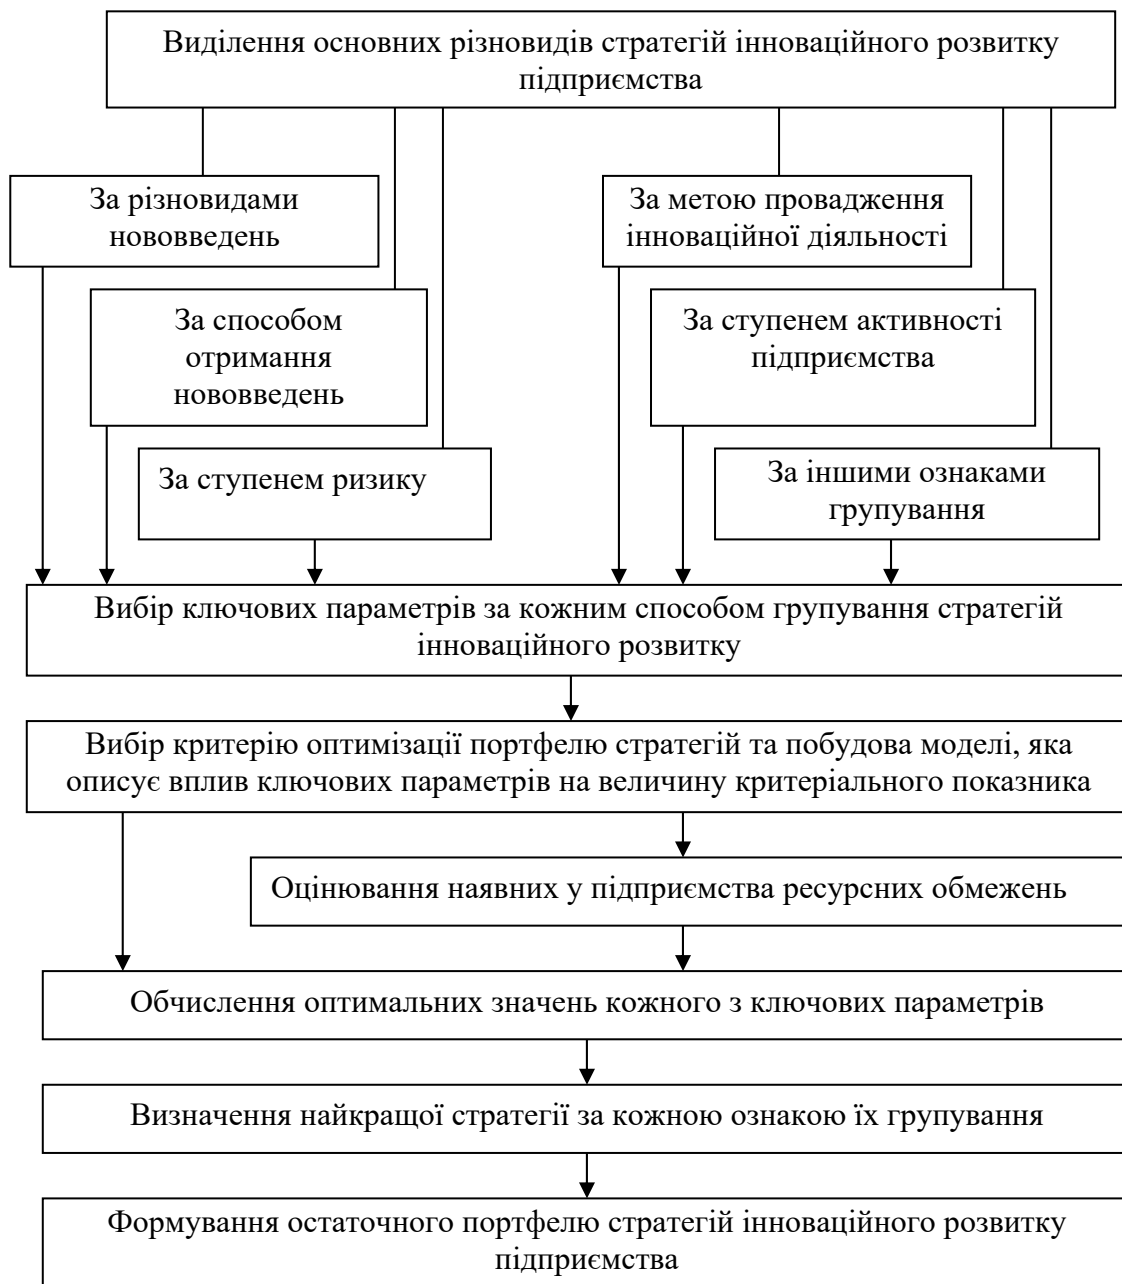 Виділення основних різновидів стратегій інноваційного розвитку
підприємства
За різновидами
нововведень
За метою провадження
інноваційної діяльності
За способом
отримання
нововведень
За ступенем активності
підприємства
За ступенем ризику
За іншими ознаками
групування
Вибір ключових параметрів за кожним способом групування стратегій
інноваційного розвитку
Вибір критерію оптимізації портфелю стратегій та побудова моделі, яка
описує вплив ключових параметрів на величину критеріального показника
Оцінювання наявних у підприємства ресурсних обмежень
Обчислення оптимальних значень кожного з ключових параметрів
Визначення найкращої стратегії за кожною ознакою їх групування
Формування остаточного портфелю стратегій інноваційного розвитку
підприємства